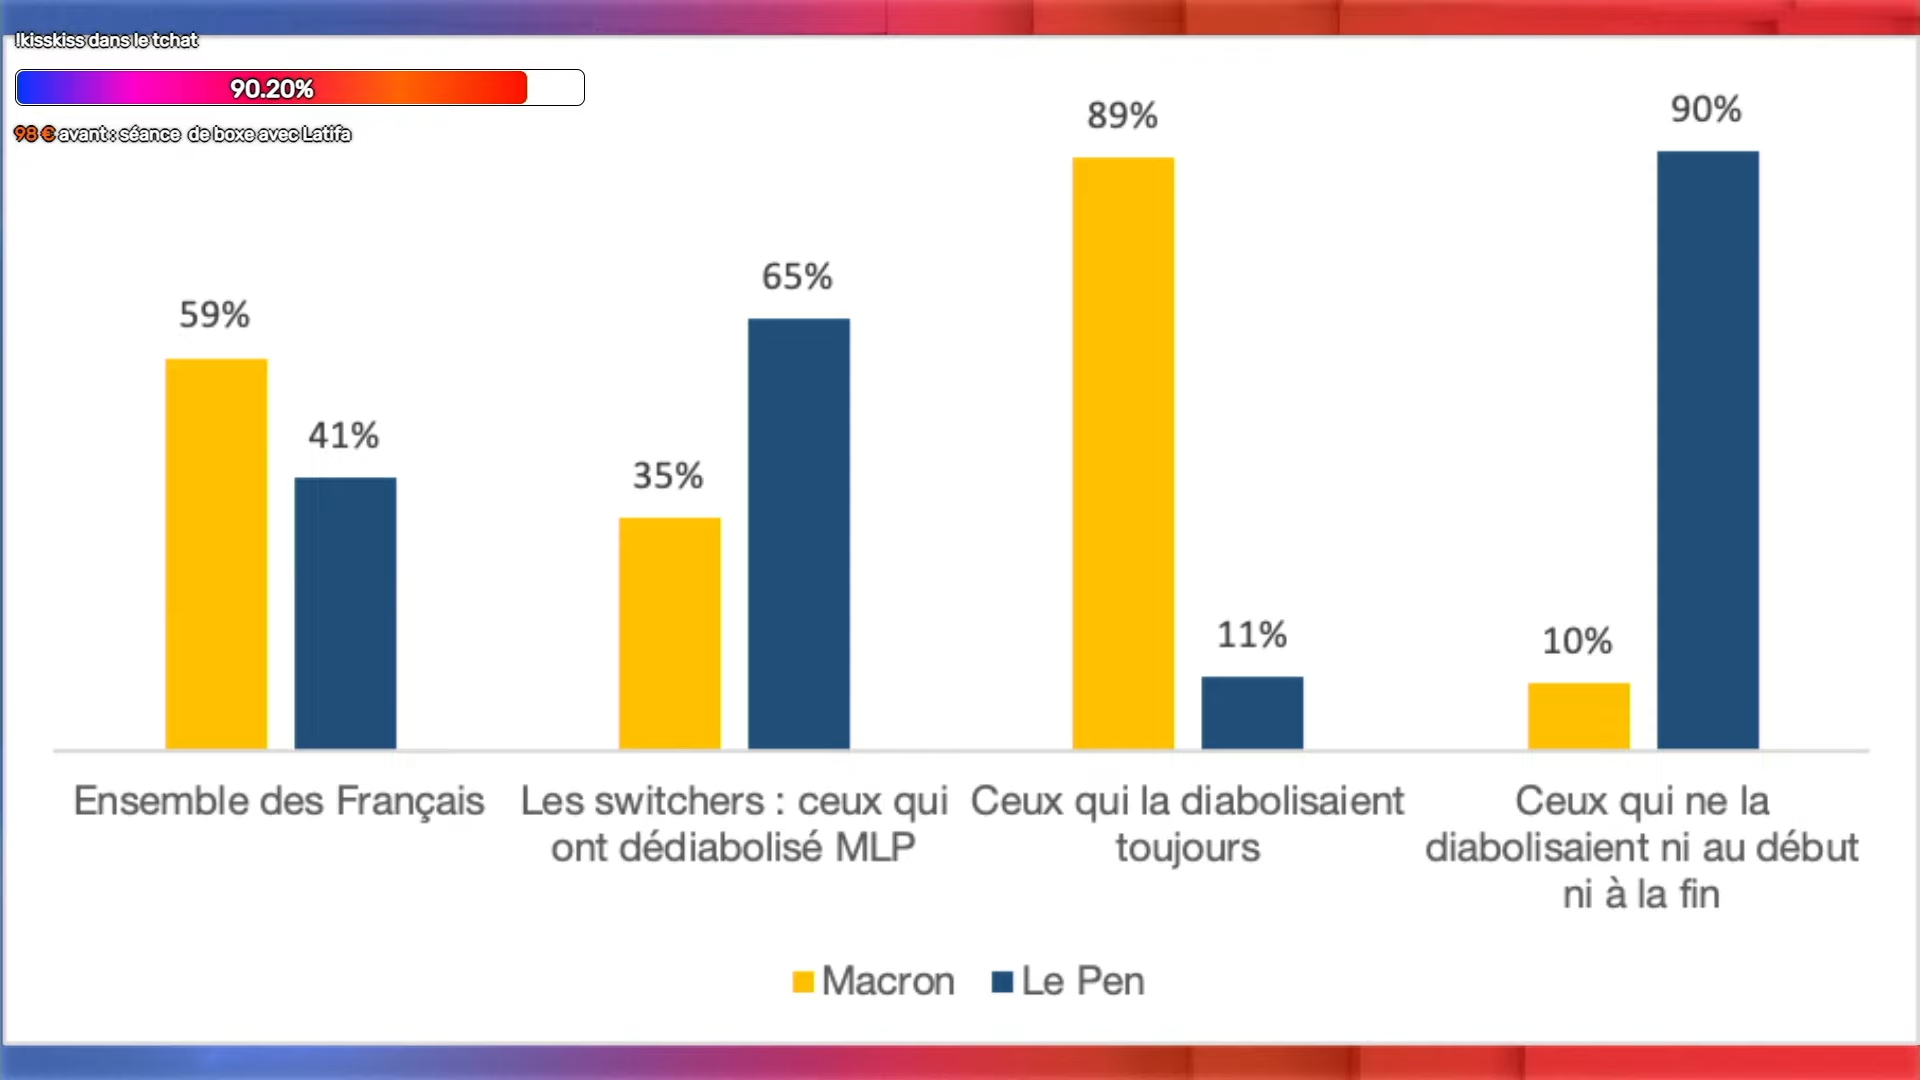 !kisskiss dans le tchat
90.20%
98 € avant : séance de boxe avec Latifa
59%
41%
35%
65%
89%
11%
10%
90%
Ensemble des Français
Les switchers : ceux qui
ont dédiabolisé MLP
Ceux qui la diabolisaient
toujours
Ceux qui ne la
diabolisaient ni au début
ni à la fin
Macron
Le Pen